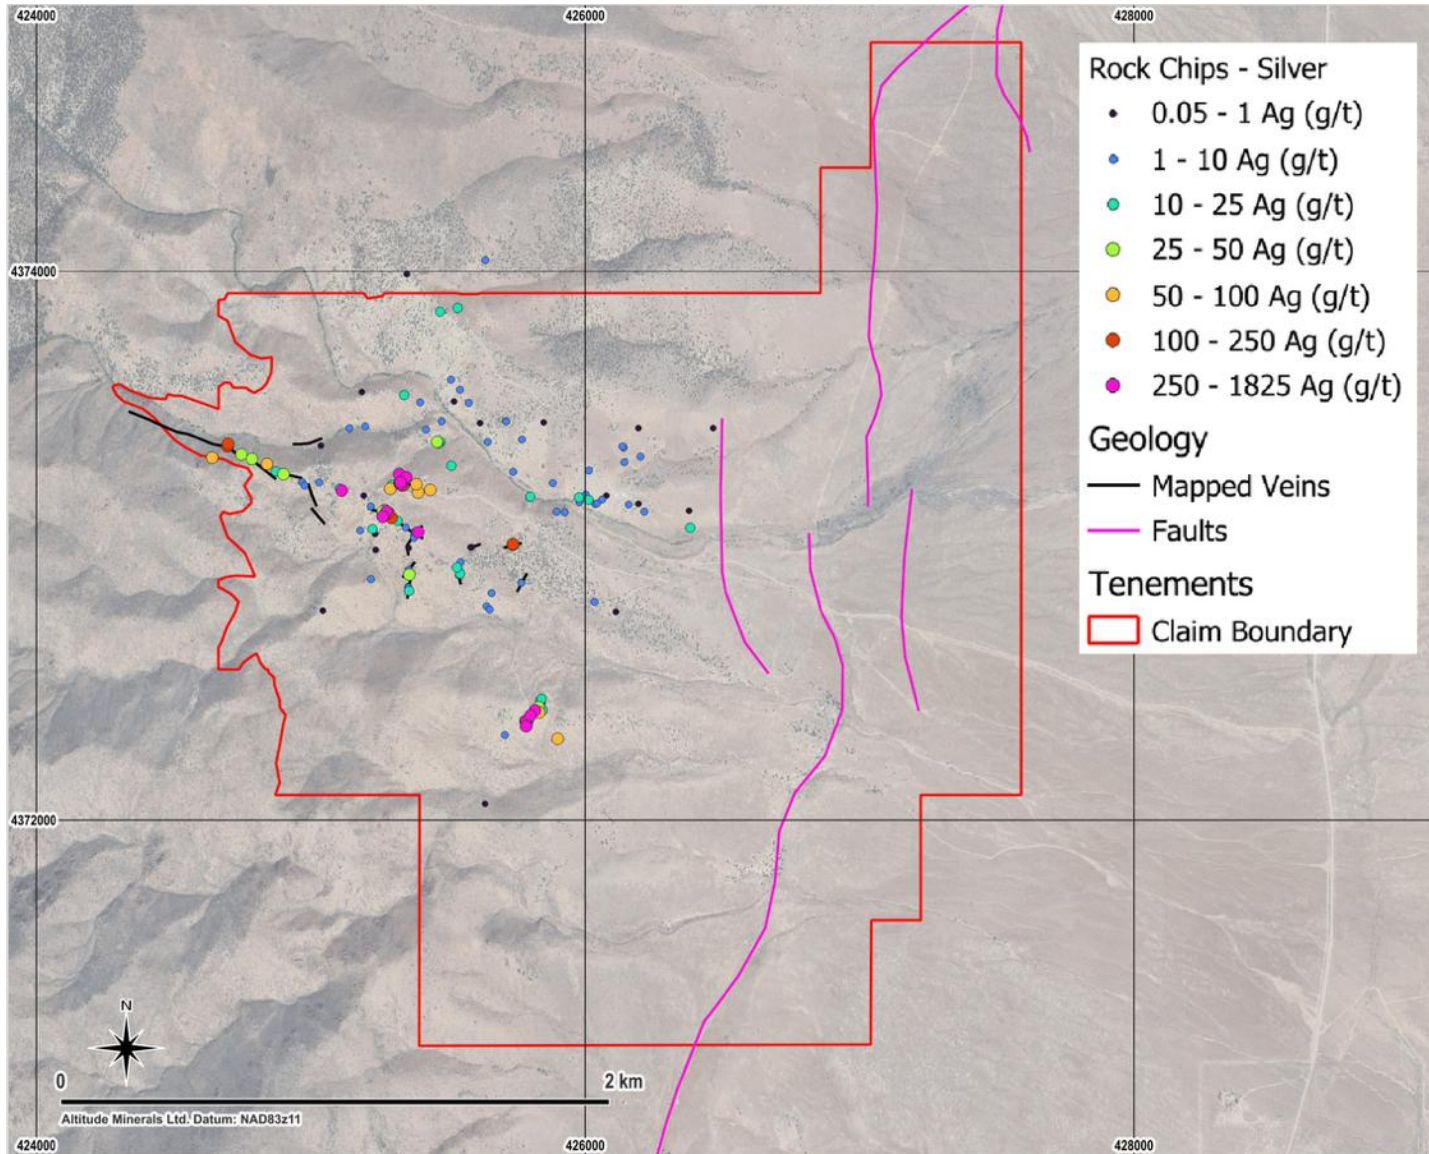 424000
426000
428000
Rock Chips - Silver
0.05 - 1 Ag (g/t)
1 - 10 Ag (g/t)
10 - 25 Ag (g/t)
25 - 50 Ag (g/t)
50 - 100 Ag (g/t)
100 - 250 Ag (g/t)
250 - 1825 Ag (g/t)
Geology
Mapped Veins
Faults
Tenements
Claim Boundary
4374000
4374000
4372000
4372000
N
0
2 km
Altitude Minerals Ltd. Datum: NAD83z11
424000
426000
428000